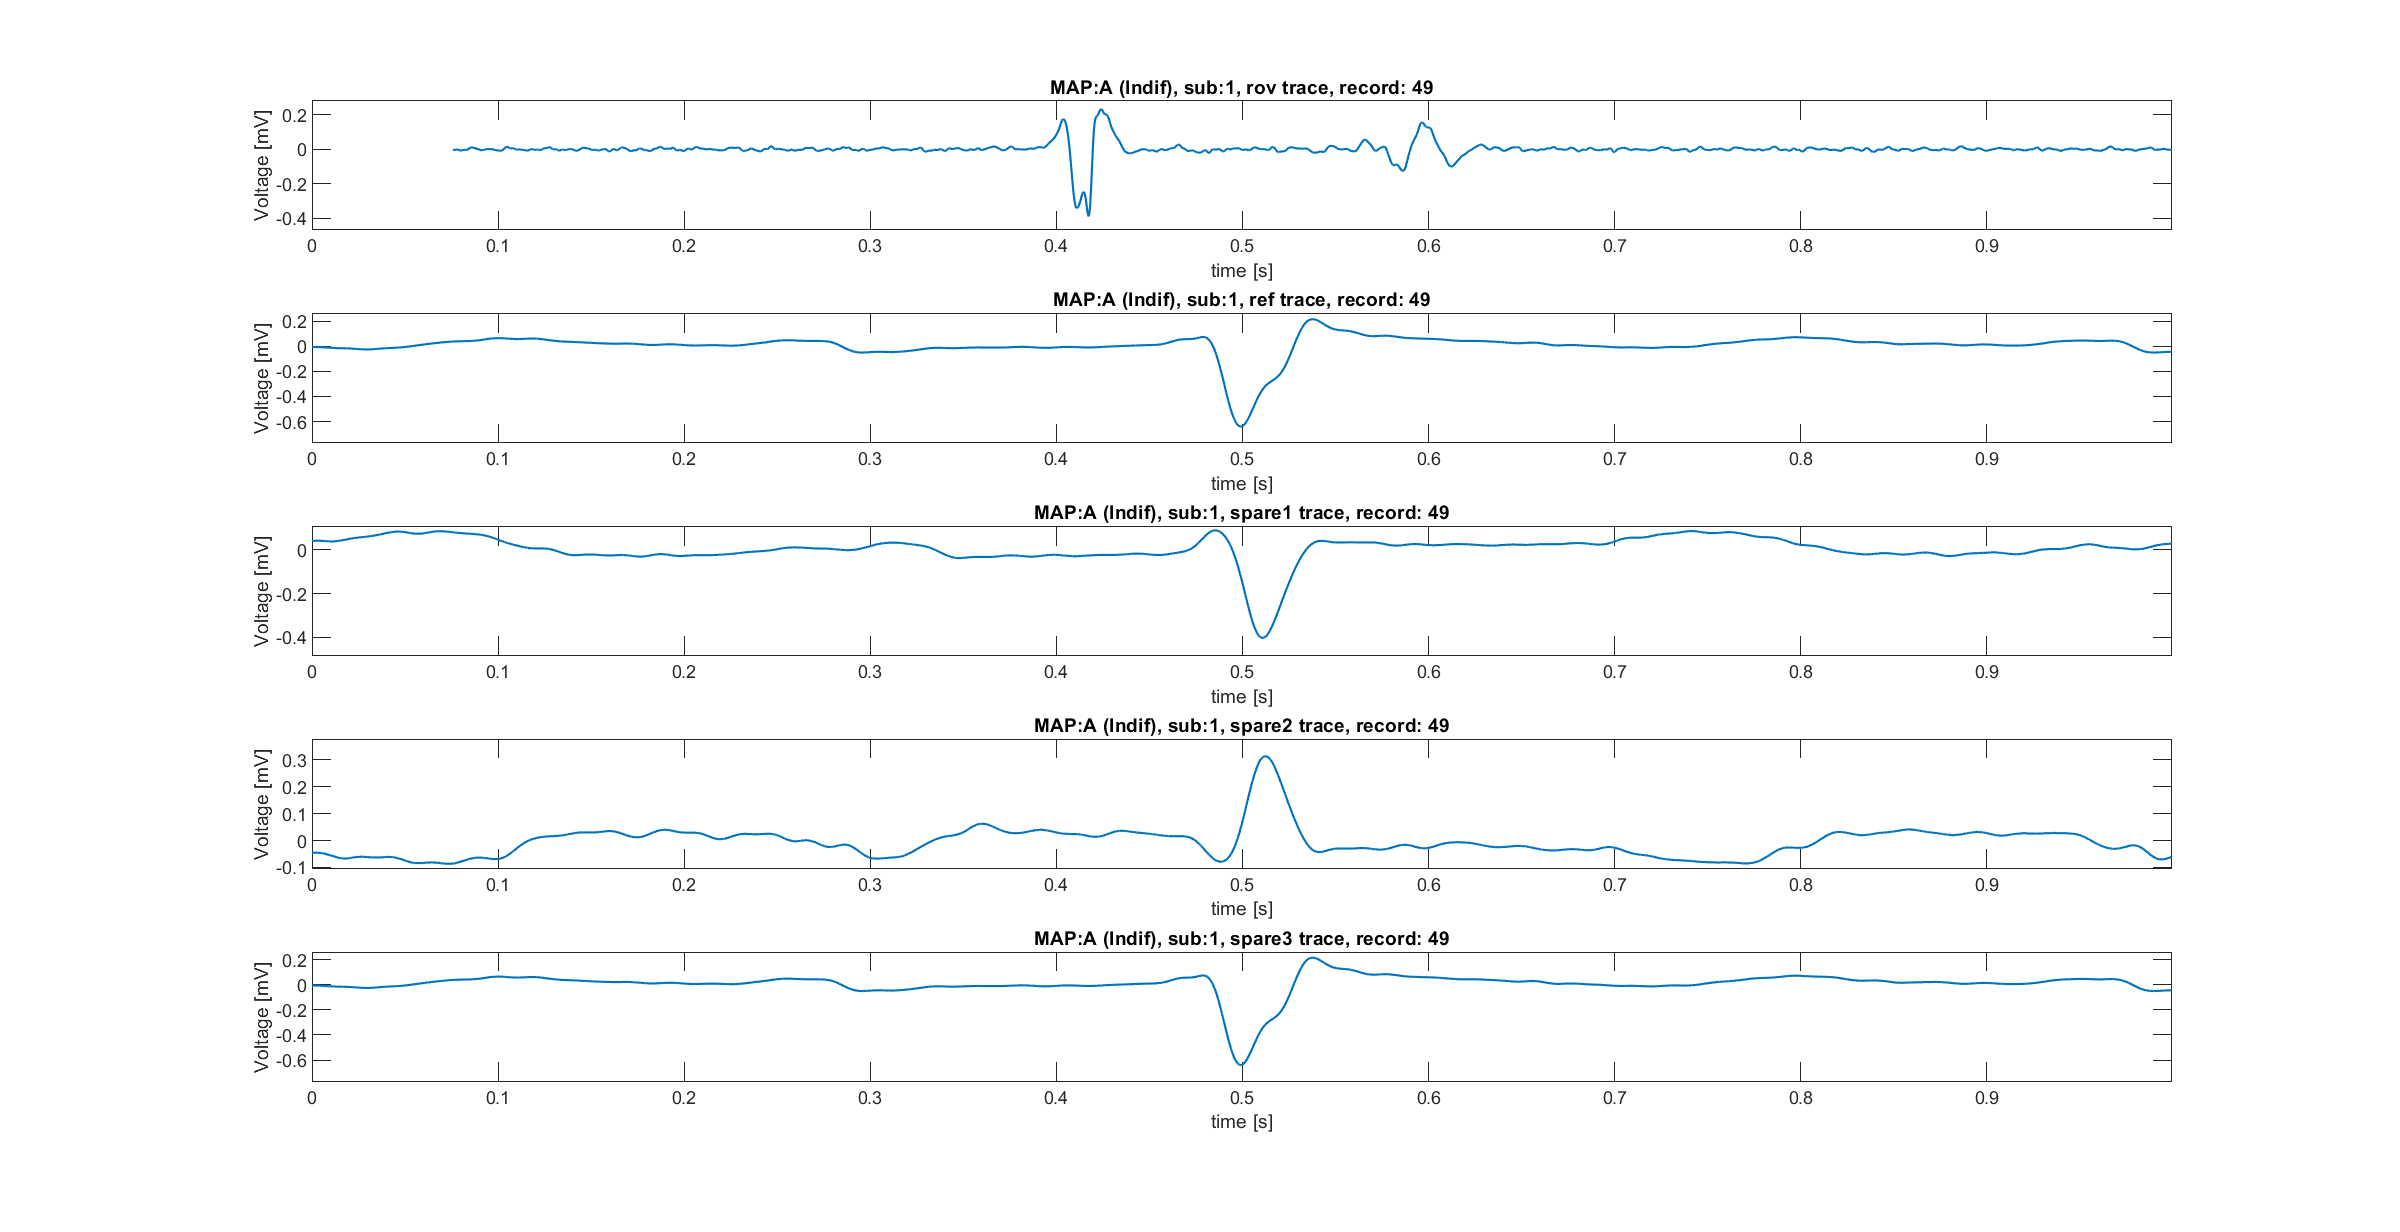 MAP:A (Indif), sub:1, rov trace, record: 49
Voltage [mV]
0.2
0
-0.2
-0.4
0 0.1 0.2 0.3 0.4 0.5 0.6 0.7 0.8 0.9
time [s]
MAP:A (Indif), sub:1, ref trace, record: 49
Voltage [mV]
0.2
0
-0.2
-0.4
-0.6
0 0.1 0.2 0.3 0.4 0.5 0.6 0.7 0.8 0.9
time [s]
MAP:A (Indif), sub:1, spare1 trace, record: 49
Voltage [mV]
0
-0.2
-0.4
0 0.1 0.2 0.3 0.4 0.5 0.6 0.7 0.8 0.9
time [s]
MAP:A (Indif), sub:1, spare2 trace, record: 49
Voltage [mV]
0.3
0.2
0.1
0
-0.1
0 0.1 0.2 0.3 0.4 0.5 0.6 0.7 0.8 0.9
time [s]
MAP:A (Indif), sub:1, spare3 trace, record: 49
Voltage [mV]
0.2
0
-0.2
-0.4
-0.6
0 0.1 0.2 0.3 0.4 0.5 0.6 0.7 0.8 0.9
time [s]